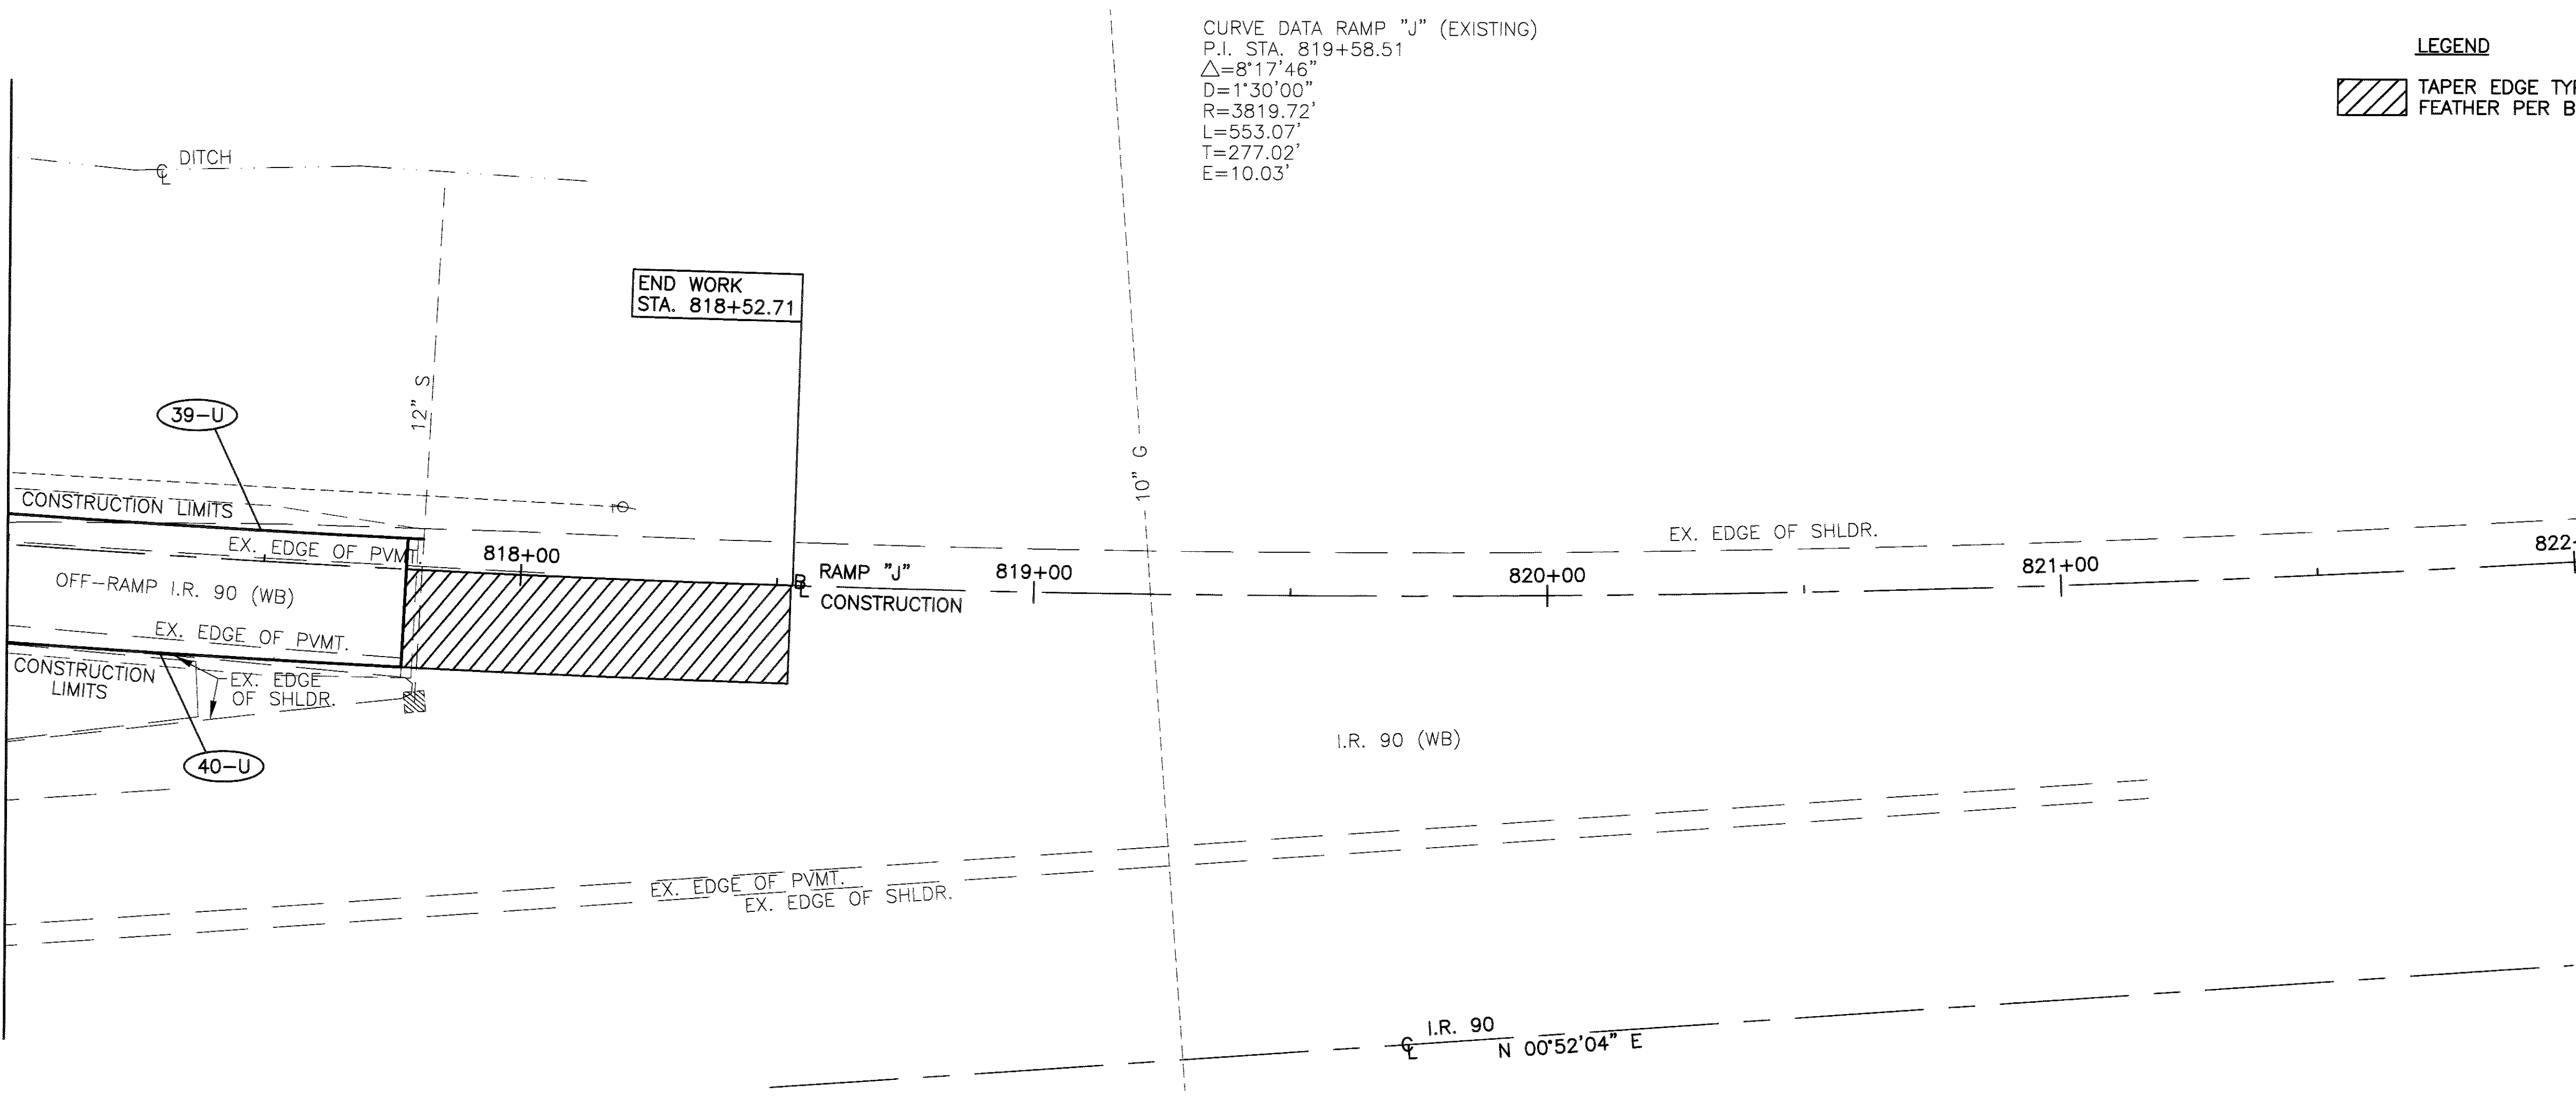 CURVE DATA RAMP "J" (EXISTING)
P.I. STA. 819+58.51
△=8°17'46"
D=1°30'00"
R=3819.72'
L=553.07'
T=277.02'
E=10.03'
LEGEND
TAPER EDGE
FEATHER PER
DITCH
END WORK
STA. 818+52.71
12" S
39-U
10" G
CONSTRUCTION LIMITS
EX. EDGE OF PVMT.
818+00
RAMP "J"
CONSTRUCTION
819+00
820+00
EX. EDGE OF SHLDR.
821+00
OFF-RAMP I.R. 90 (WB)
EX. EDGE OF PVMT.
CONSTRUCTION
LIMITS
EX. EDGE
OF SHLDR.
40-U
I.R. 90 (WB)
EX. EDGE OF PVMT.
EX. EDGE OF SHLDR.
I.R. 90
N 00°52'04" E